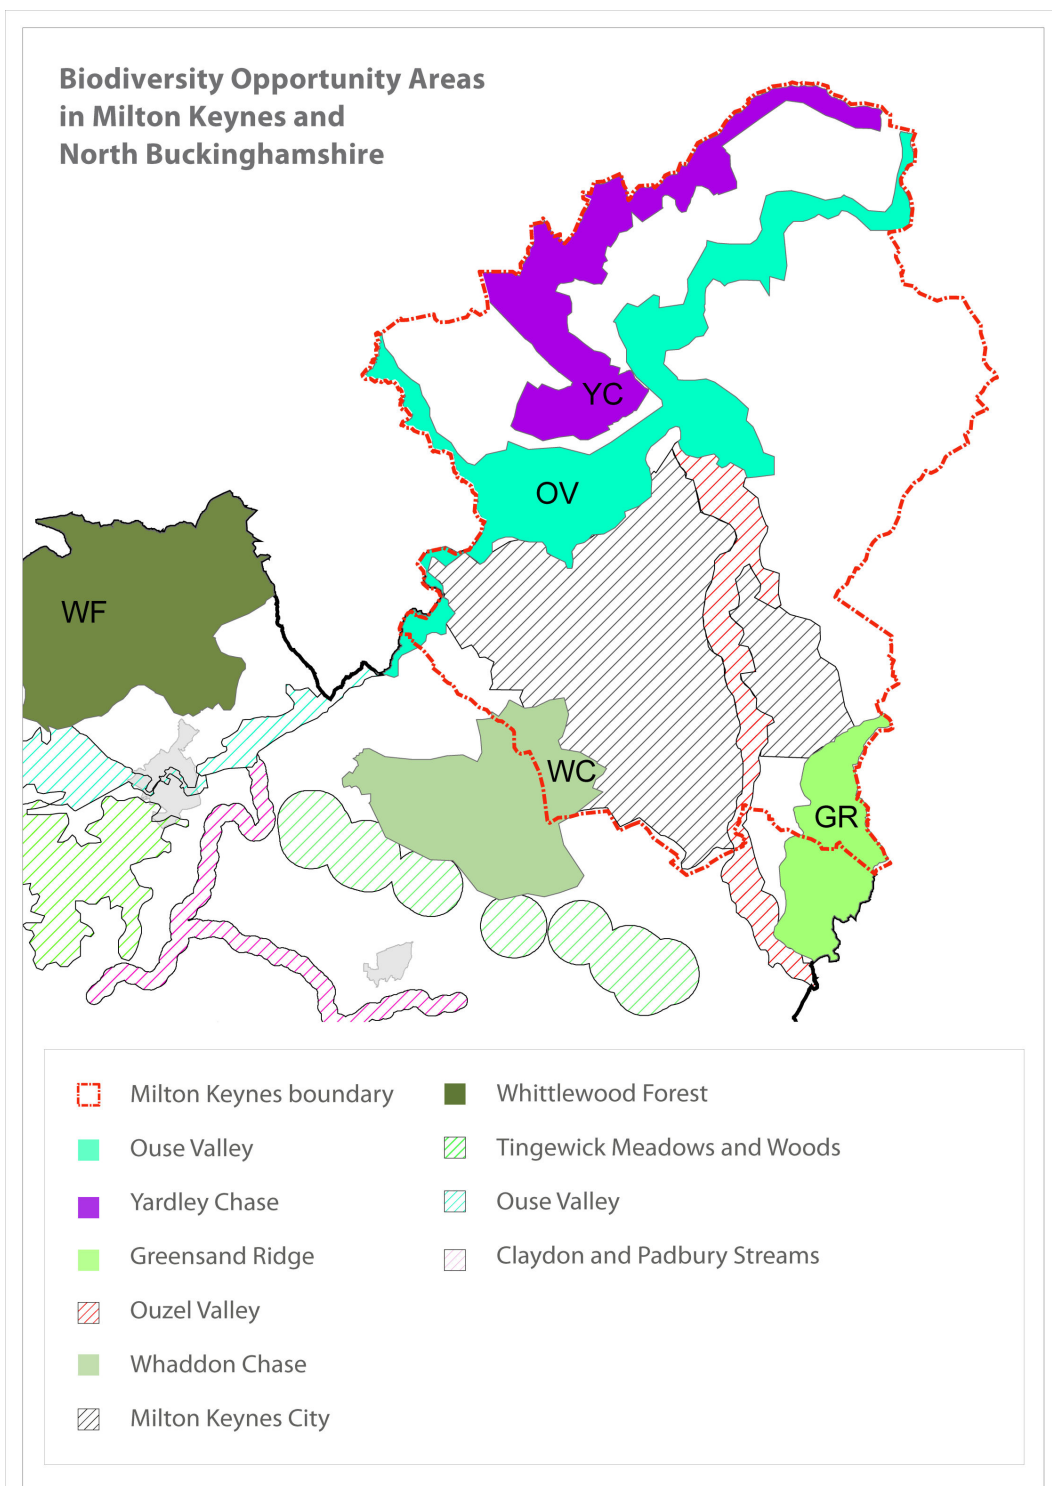 Biodiversity Opportunity Areas
in Milton Keynes and
North Buckinghamshire
YC
OV
WF
WC
GR
Milton Keynes boundary
Ouse Valley
Yardley Chase
Greensand Ridge
Ouzel Valley
Whaddon Chase
Milton Keynes City
Whittlewood Forest
Tingewick Meadows and Woods
Ouse Valley
Claydon and Padbury Streams